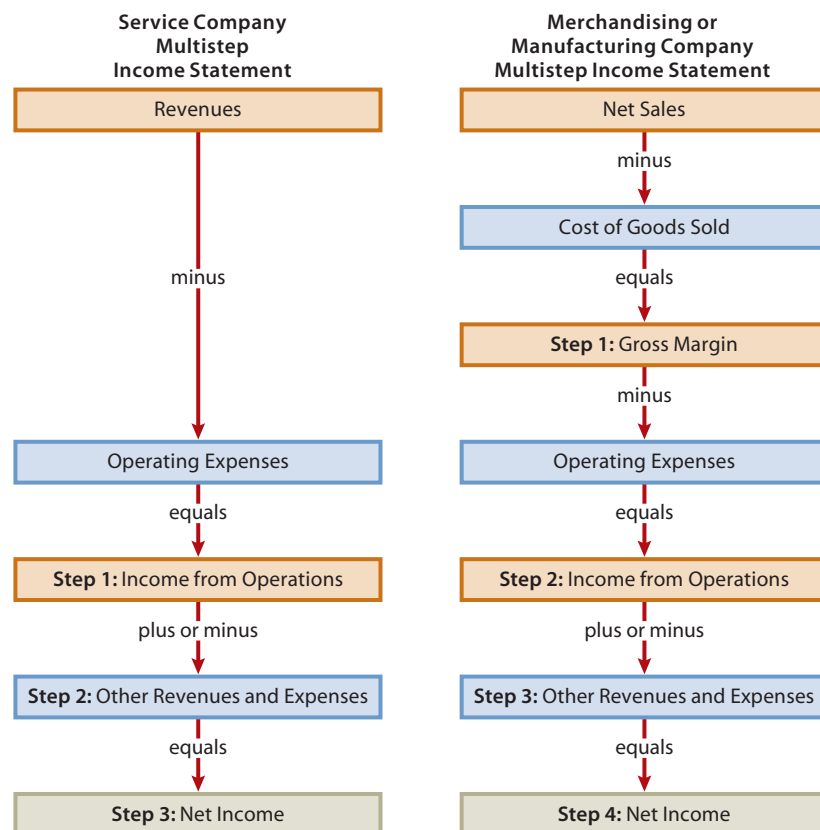 Service Company
Multistep
Income Statement
Revenues
minus
Operating Expenses
equals
Step 1: Income from Operations
plus or minus
Step 2: Other Revenues and Expenses
equals
Step 3: Net Income
Merchandising or
Manufacturing Company
Multistep Income Statement
Net Sales
minus
Cost of Goods Sold
equals
Step 1: Gross Margin
minus
Operating Expenses
equals
Step 2: Income from Operations
plus or minus
Step 3: Other Revenues and Expenses
equals
Step 4: Net Income